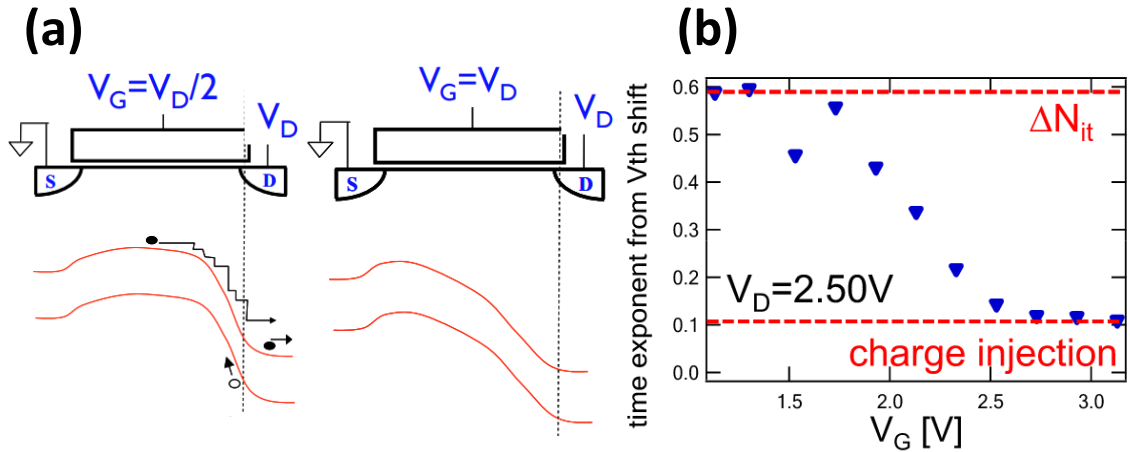 (a)
V_G=V_D/2
V_D
S
D
V_G=V_D
V_D
S
D
(b)
time exponent from Vth shift
0.6
0.5
0.4
0.3
0.2
0.1
0.0
ΔN_it
V_D=2.50V
charge injection
1.5
2.0
2.5
3.0
V_G [V]